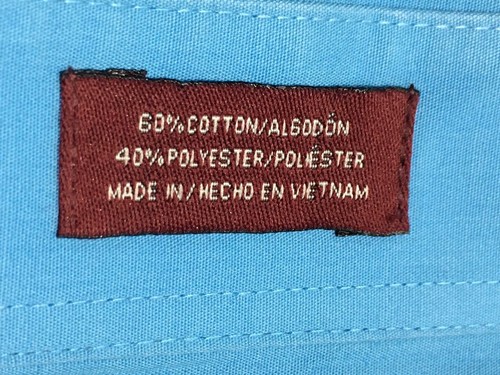 60% COTTON/ALGODÓN
40% POLYESTER/POLIÉSTER
MADE IN/HECHO EN VIETNAM